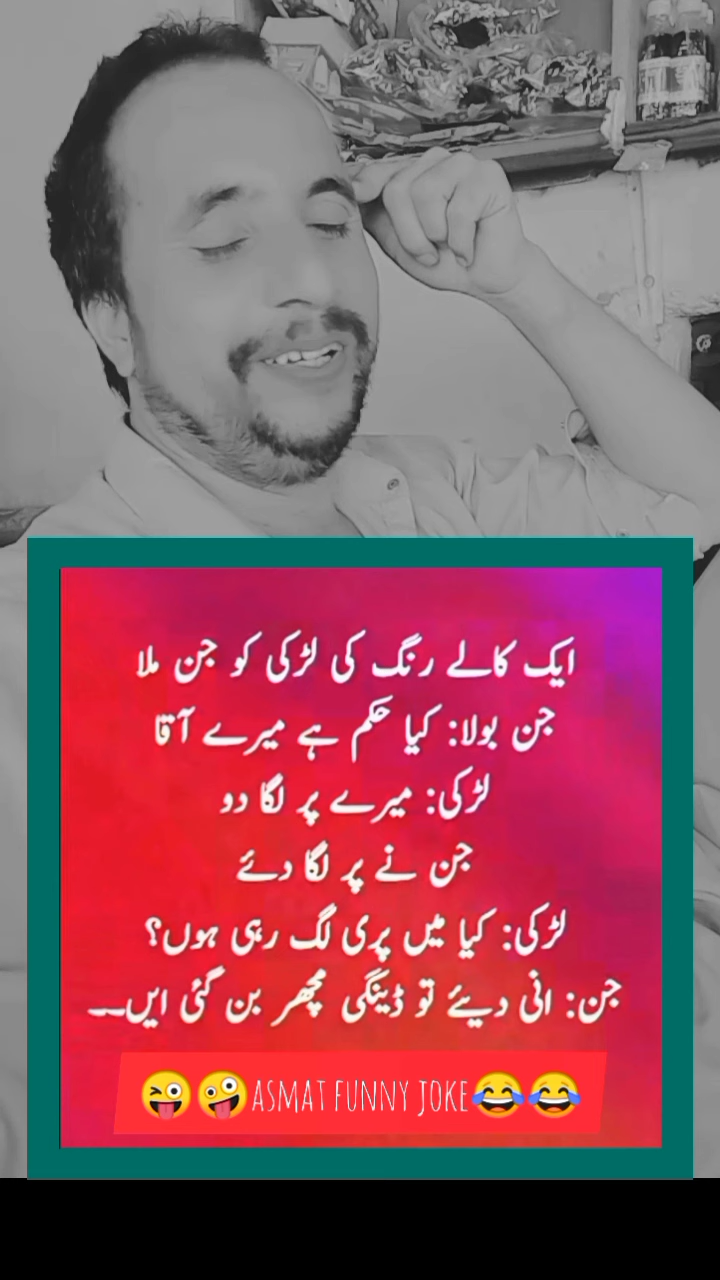 ایک کالے رنگ کی لڑکی کو جن ملا
جن بولا: کیا حکم ہے میرے آقا
لڑکی: میرے پر لگا دو
جن نے پر لگا دئے
لڑکی: کیا میں پری لگ رہی ہوں؟
جن: انی دیئے تو ڈینگی مچھر بن گئی ایں۔۔۔
😜🤪ASMAT FUNNY JOKE😂😂